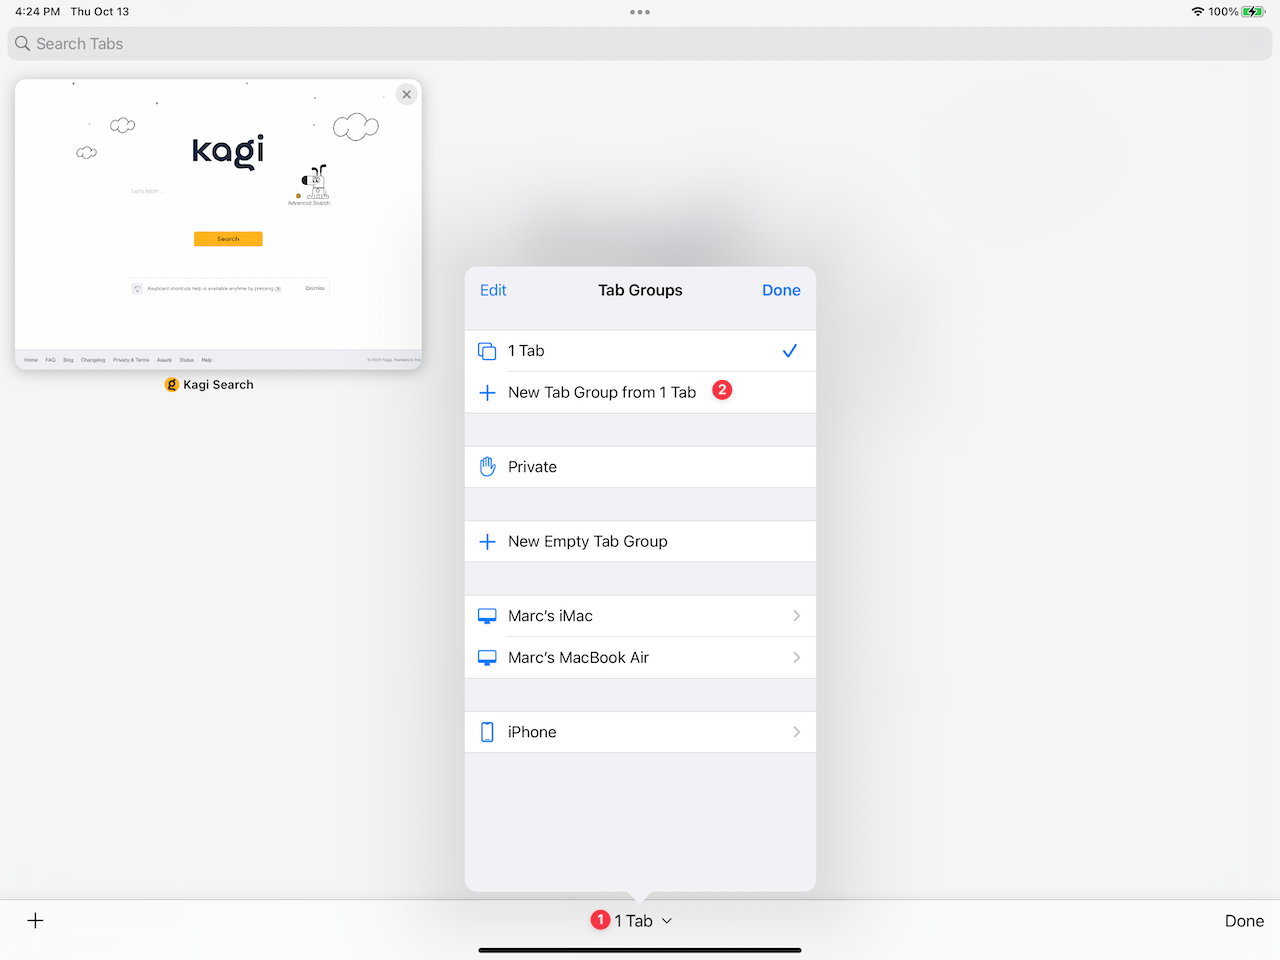 4:24 PM Thu Oct 13
100%
Search Tabs
kagi
Let's fetch ...
Advanced Search
Search
Keyboard shortcuts help is available anytime by pressing
Dismiss
Home FAQ Blog Changelog Privacy & Terms Assets Status Help
Kagi Search
Edit Tab Groups Done
1 Tab
New Tab Group from 1 Tab 2
Private
New Empty Tab Group
Marc's iMac
Marc's MacBook Air
iPhone
1 1 Tab
Done